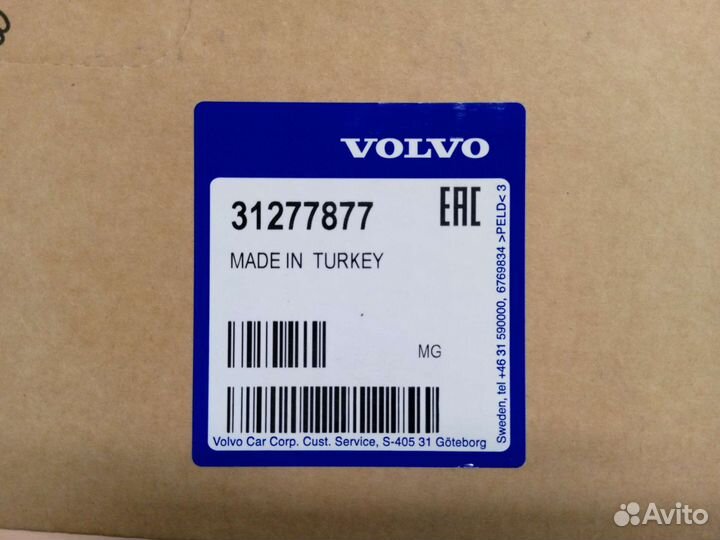 VOLVO
31277877
EAC
MADE IN TURKEY
MG
Volvo Car Corp. Cust. Service, S-405 31 Göteborg
Sweden, tel +46 31 590000, 6769834 >PELD< 3
Avito